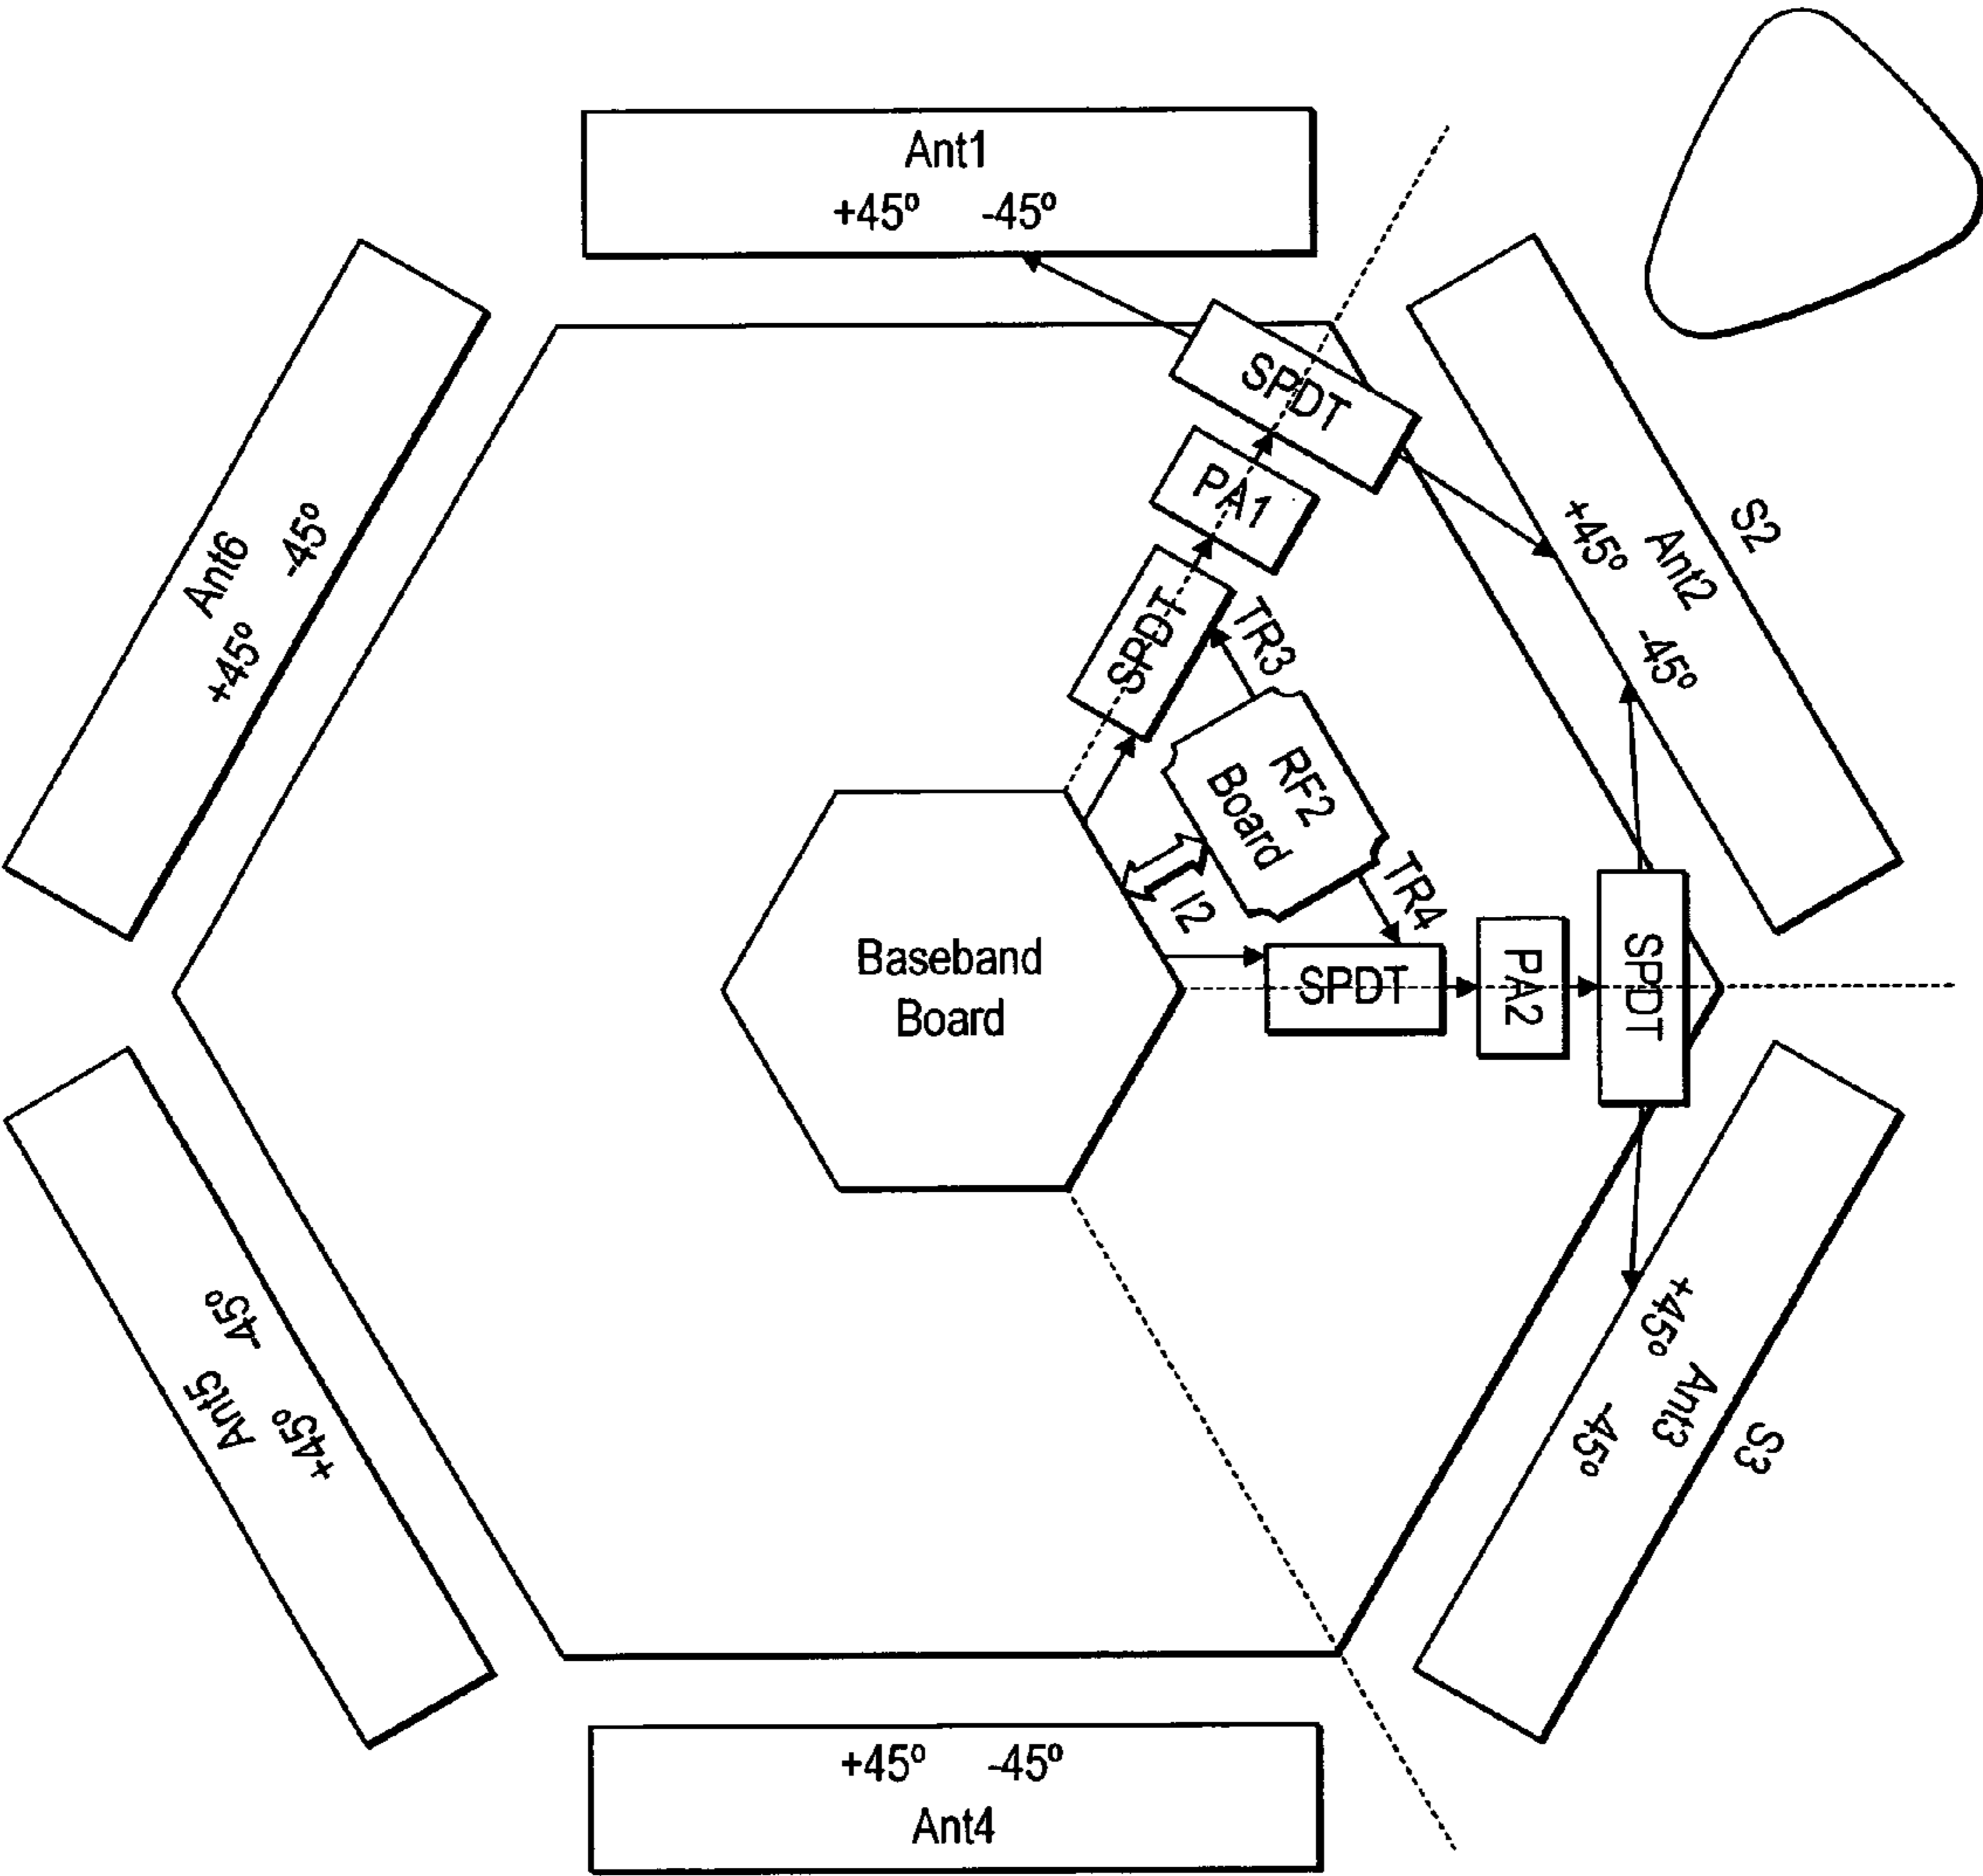 Ant1
+45º -45º
SPDT
PA1
SPDT
TR3
RF2
Board
TR4
I2
S2
Ant2
+45º -45º
Ant6
+45º -45º
Baseband
Board
SPDT
PA2
SPDT
+45º -45º
Ant3
S3
-45º +45º
Ant5
+45º -45º
Ant4